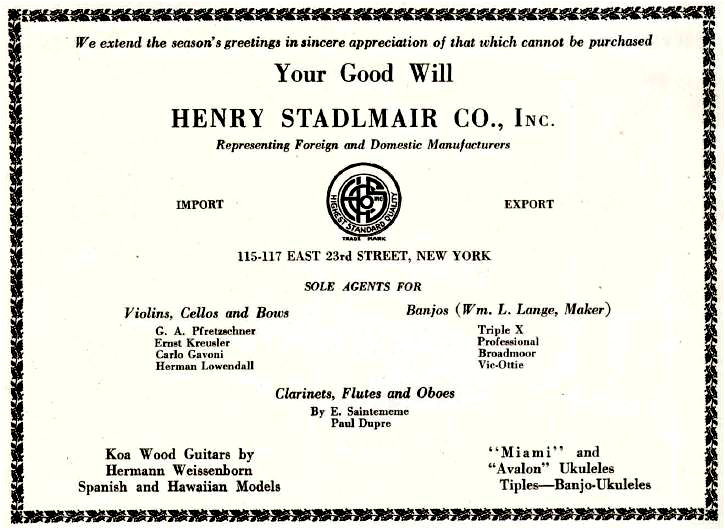 We extend the season's greetings in sincere appreciation of that which cannot be purchased
Your Good Will
HENRY STADLMAIR CO., INC.
Representing Foreign and Domestic Manufacturers
IMPORT
HIGHEST STANDARD QUALITY
INC
TRADE MARK
EXPORT
115-117 EAST 23rd STREET, NEW YORK
SOLE AGENTS FOR
Violins, Cellos and Bows
G. A. Pfretzschner
Ernst Kreusler
Carlo Gavoni
Herman Lowendall
Banjos (Wm. L. Lange, Maker)
Triple X
Professional
Broadmoor
Vic-Ottie
Clarinets, Flutes and Oboes
By E. Saintememe
Paul Dupre
Koa Wood Guitars by
Hermann Weissenborn
Spanish and Hawaiian Models
"Miami" and
"Avalon" Ukuleles
Tiples—Banjo-Ukuleles